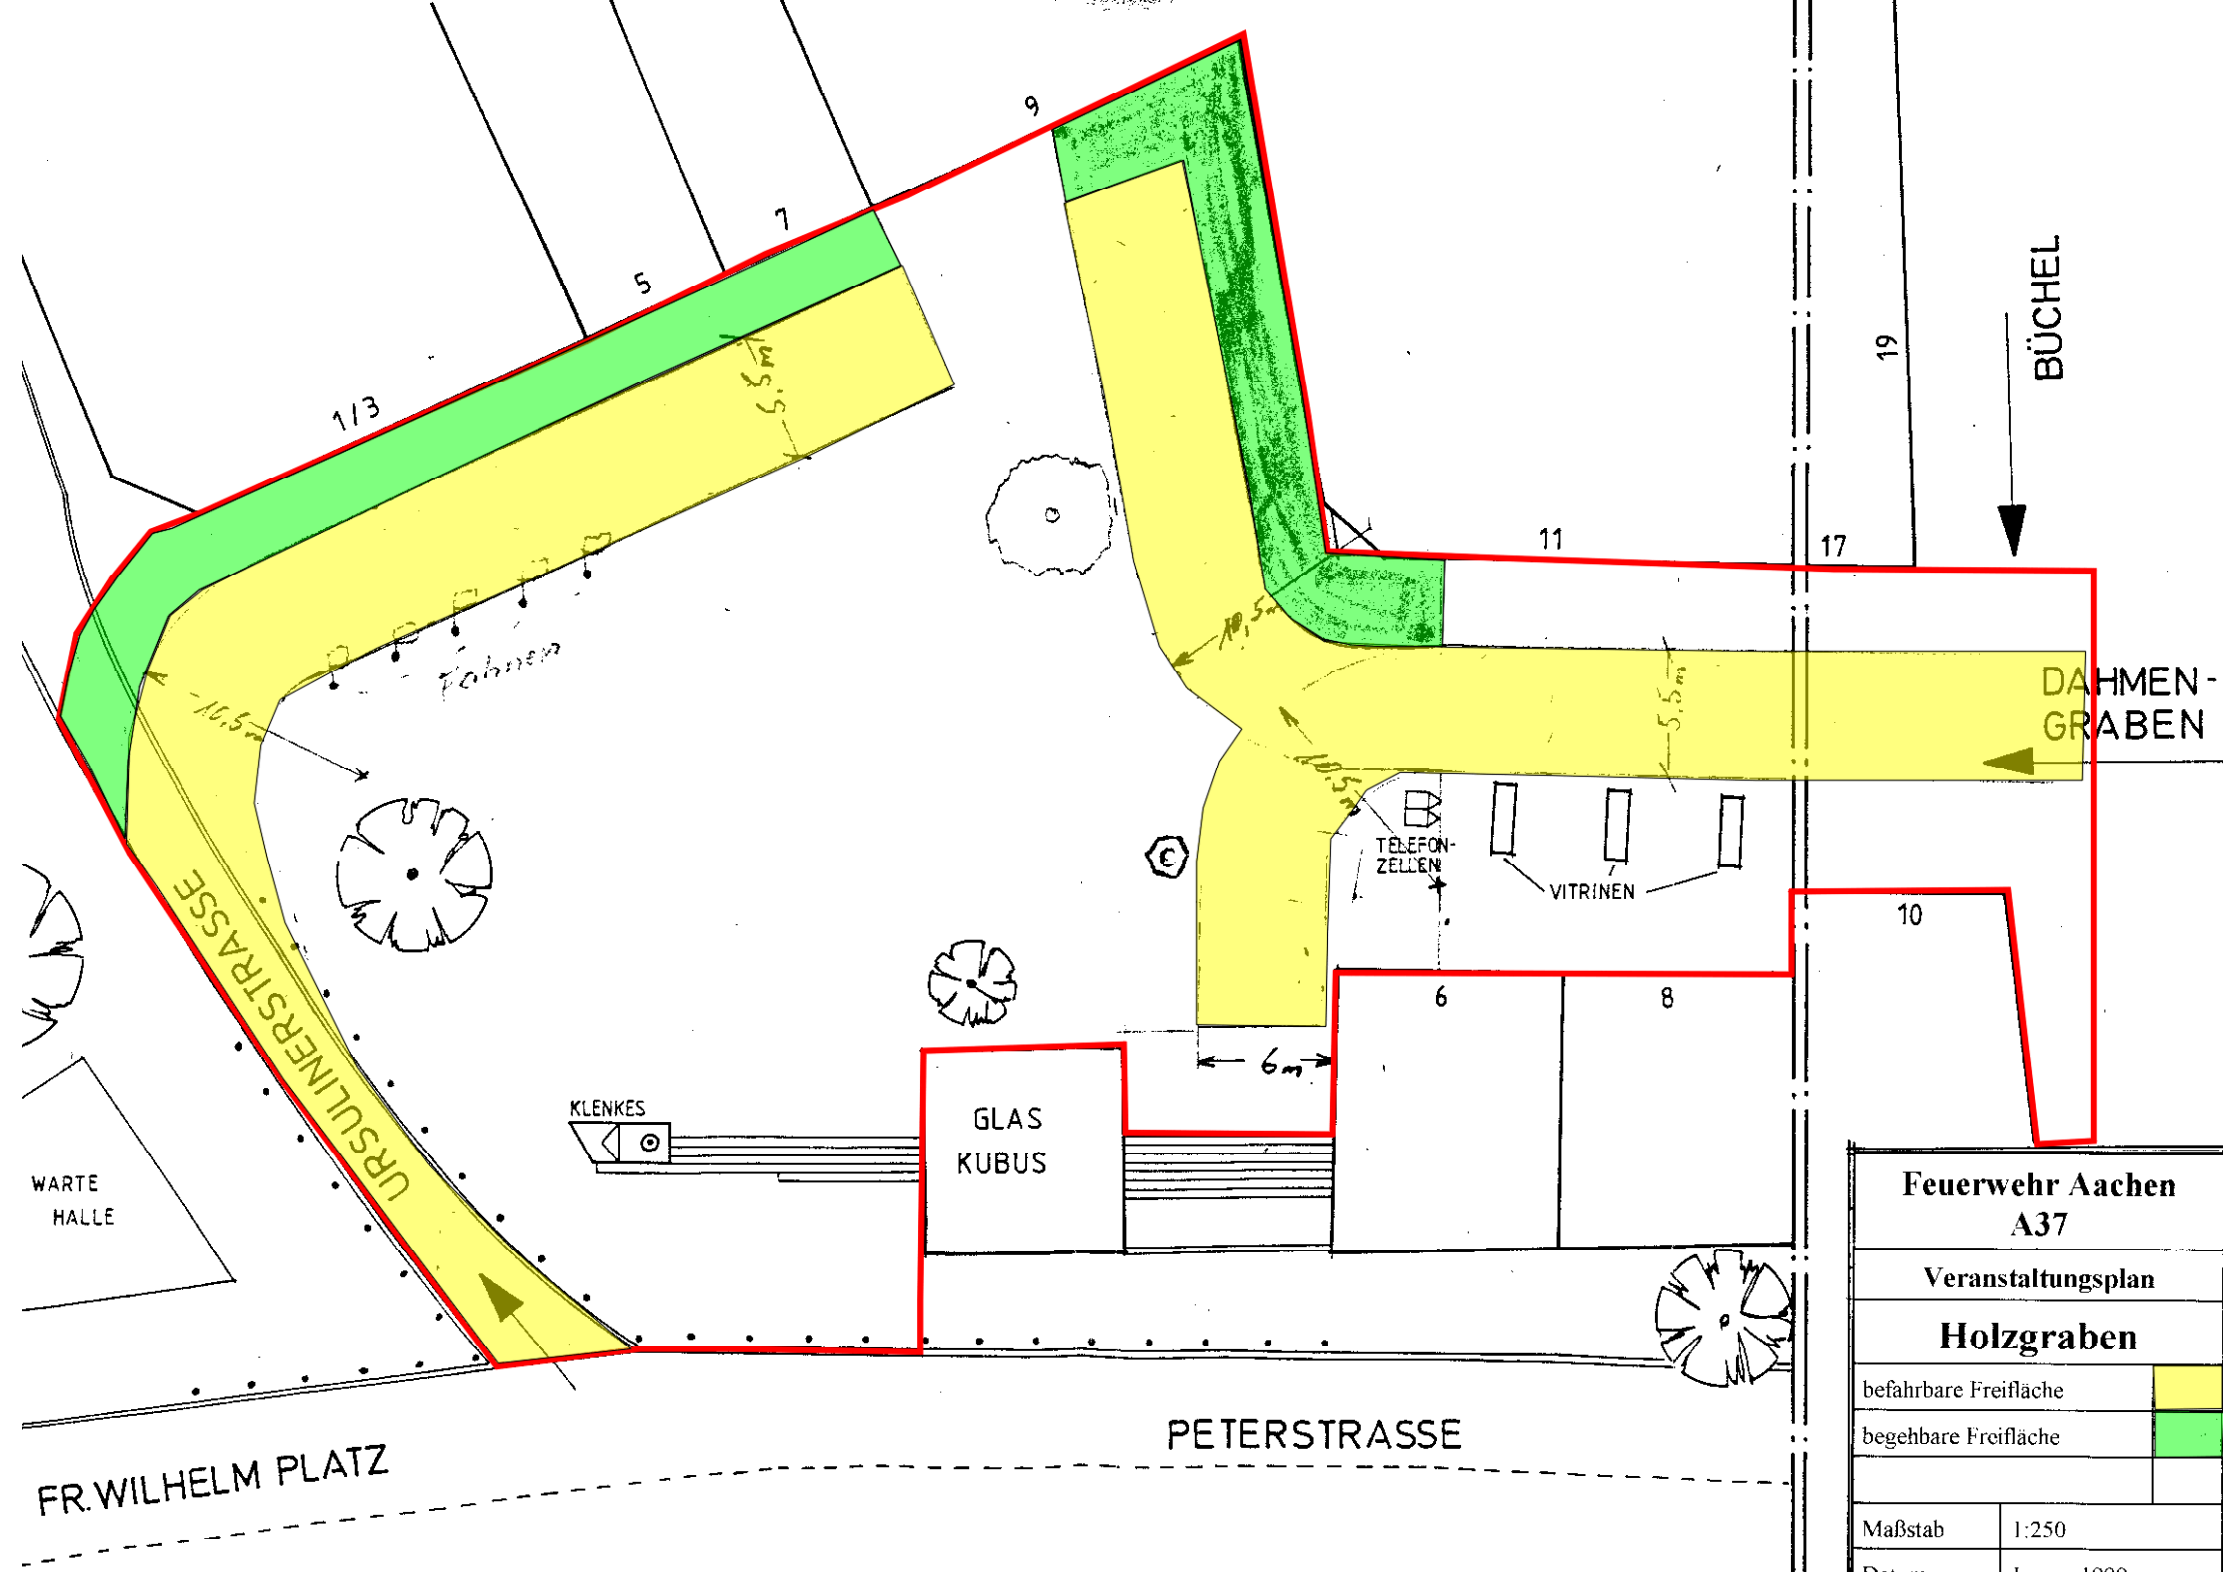 9
7
5
1/3
5,5m
19
BÜCHEL
11
17
10,5m
Fahnen
10,5m
5,5m
DAHMEN-
GRABEN
10,5m
TELEFON-
ZELLEN
VITRINEN
10
6
8
6m
URSULINERSTRASSE
KLENKES
GLAS
KUBUS
WARTE
HALLE
PETERSTRASSE
FR.WILHELM PLATZ
Feuerwehr Aachen
A37
Veranstaltungsplan
Holzgraben
befahrbare Freifläche
begehbare Freifläche
Maßstab 1:250